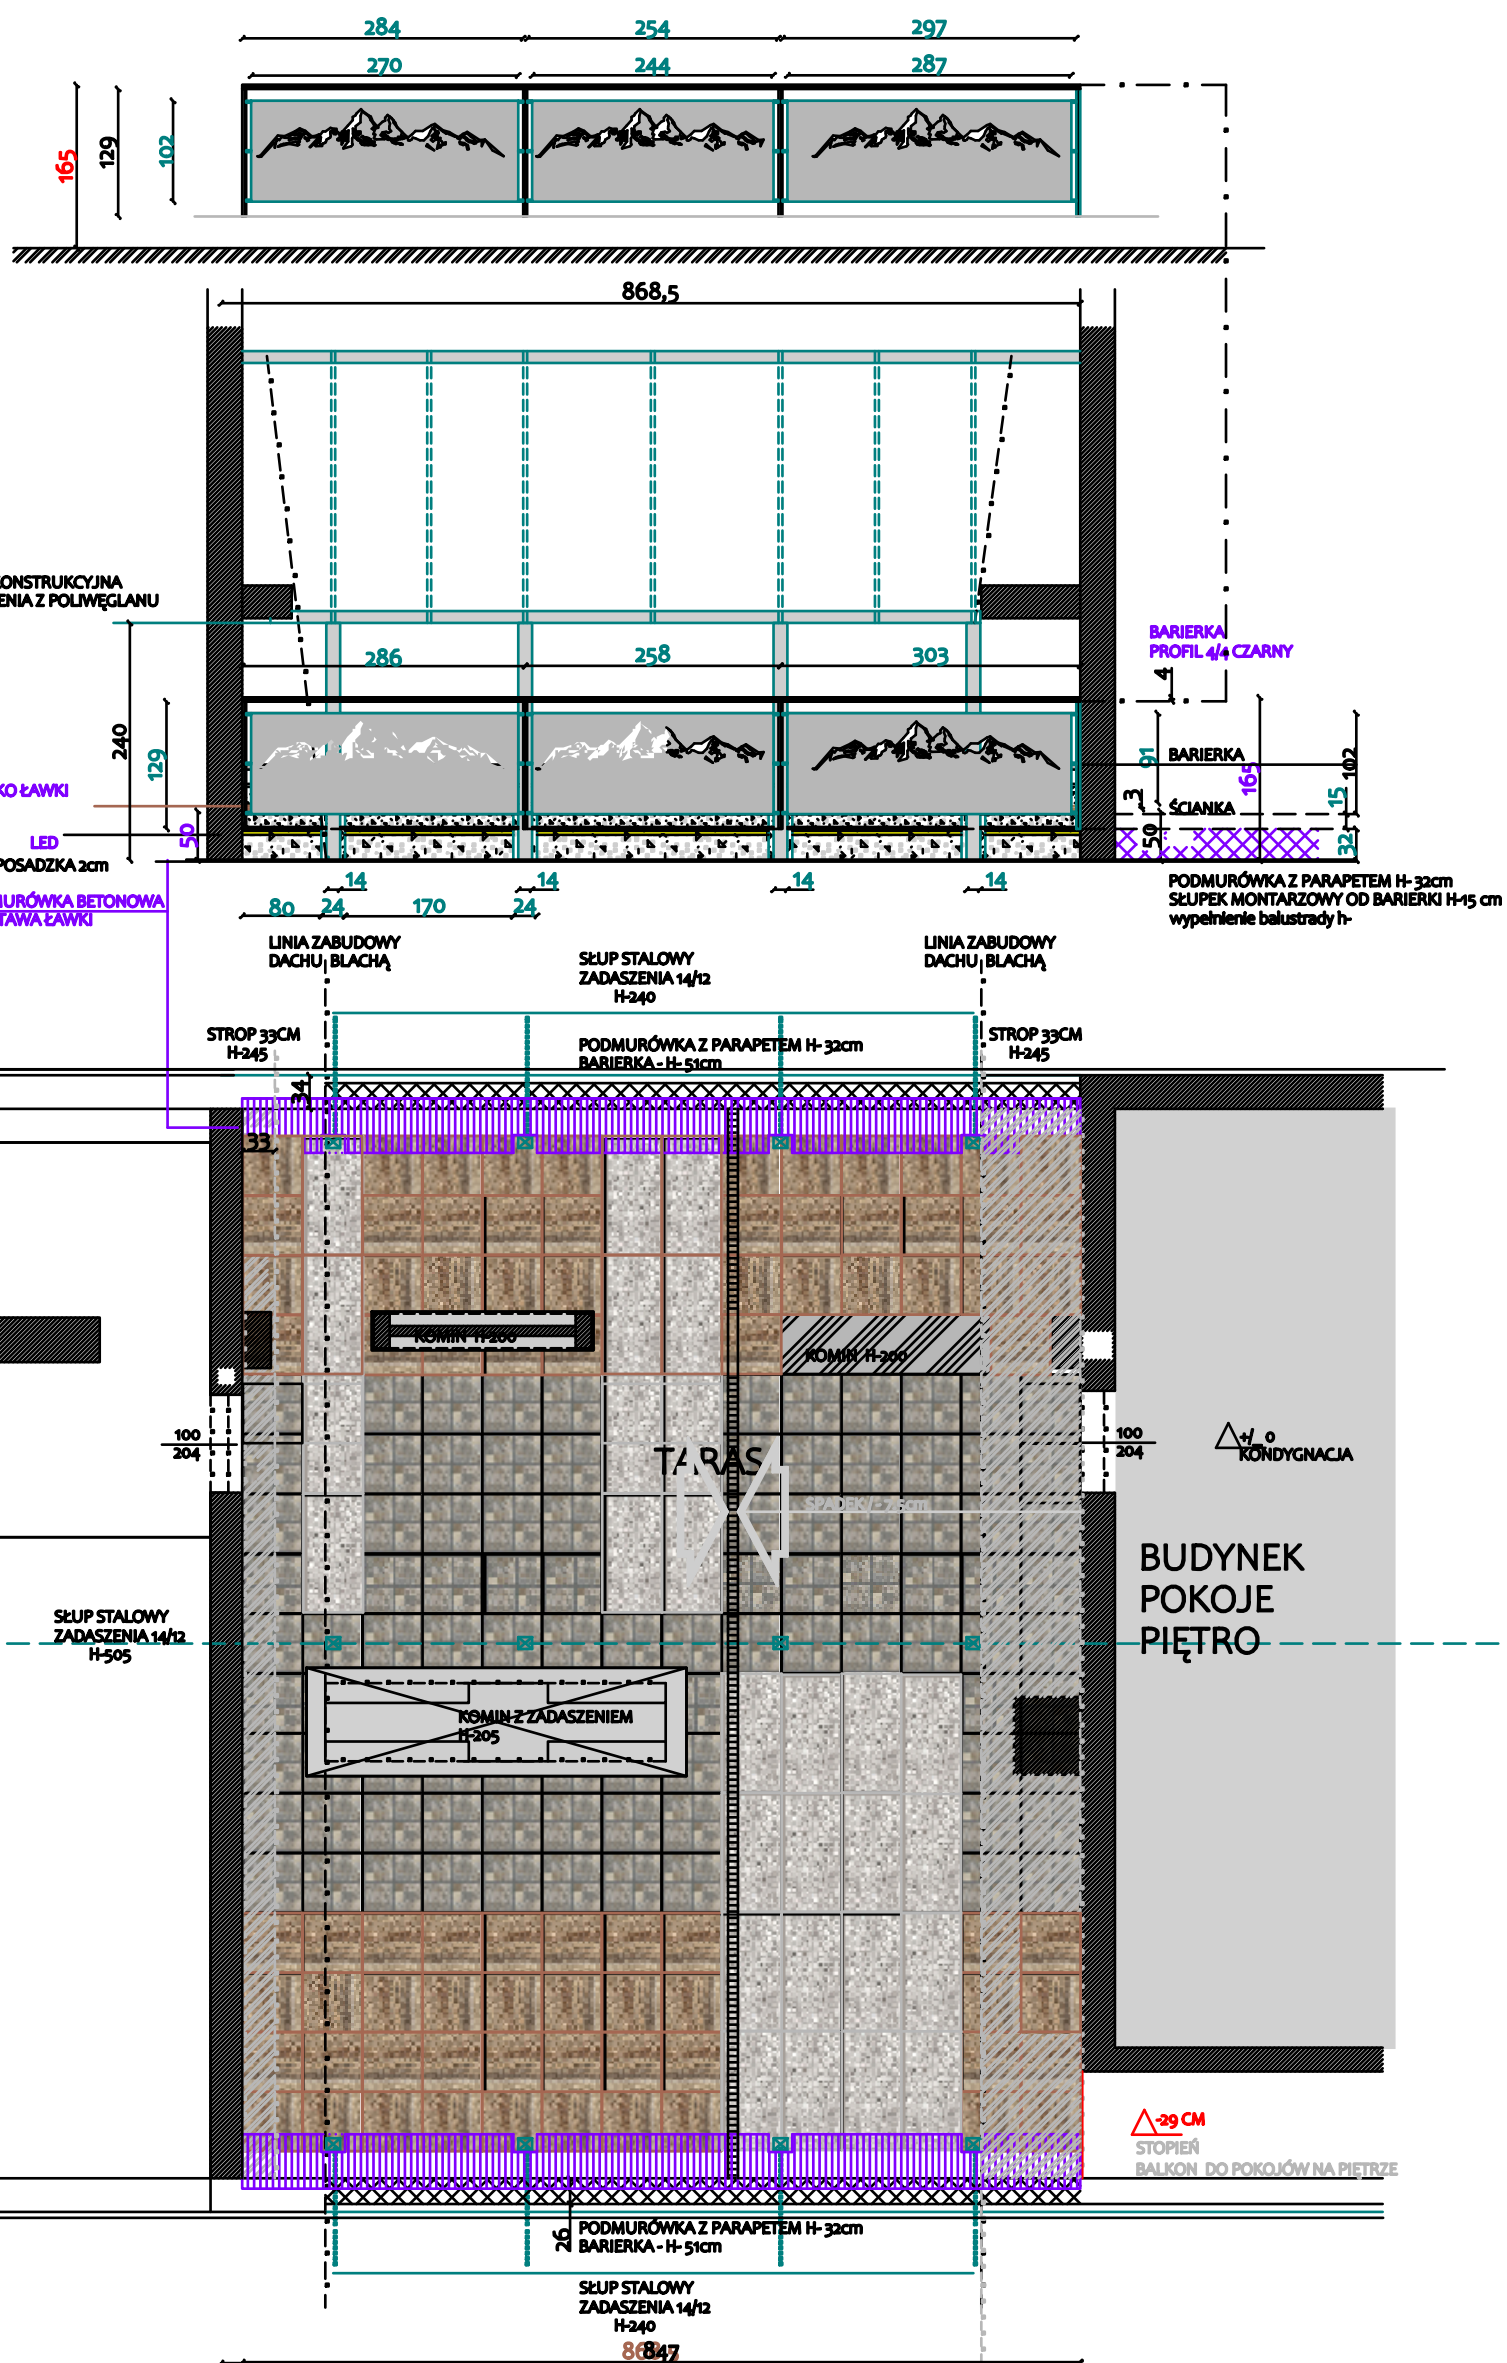 284 254 297
270 244 287
165 129 102
868,5
ONSTRUKCYJNA
ENIA Z POLIWĘGLANU
BARIERKA
PROFIL 4/4 CZARNY
286 258 303
4
240 129
91 BARIERKA 165 102
KO ŁAWKI
3 ŚCIANKA 15
50 LED
50 32
POSADZKA 2cm
14 14 14 14
PODMURÓWKA Z PARAPETEM H- 32cm
SŁUPEK MONTARZOWY OD BARIERKI H-15 cm
wypełnienie balustrady h-
URÓWKA BETONOWA
TAWA ŁAWKI
80 24 170 24
LINIA ZABUDOWY
DACHU BLACHĄ
LINIA ZABUDOWY
DACHU BLACHĄ
SŁUP STALOWY
ZADASZENIA 14/12
H-240
STROP 33CM
H-245
STROP 33CM
H-245
PODMURÓWKA Z PARAPETEM H- 32cm
BARIERKA - H- 51cm
34
33
KOMIN H-200
KOMIN H-200
100
204
100
204
+/_ 0
KONDYGNACJA
TARAS
SPADEK / - 7,5cm
BUDYNEK
POKOJE
PIĘTRO
SŁUP STALOWY
ZADASZENIA 14/12
H-505
KOMIN Z ZADASZENIEM
H-205
-29 CM
STOPIEŃ
BALKON DO POKOJÓW NA PIĘTRZE
26
PODMURÓWKA Z PARAPETEM H- 32cm
BARIERKA - H- 51cm
SŁUP STALOWY
ZADASZENIA 14/12
H-240
847